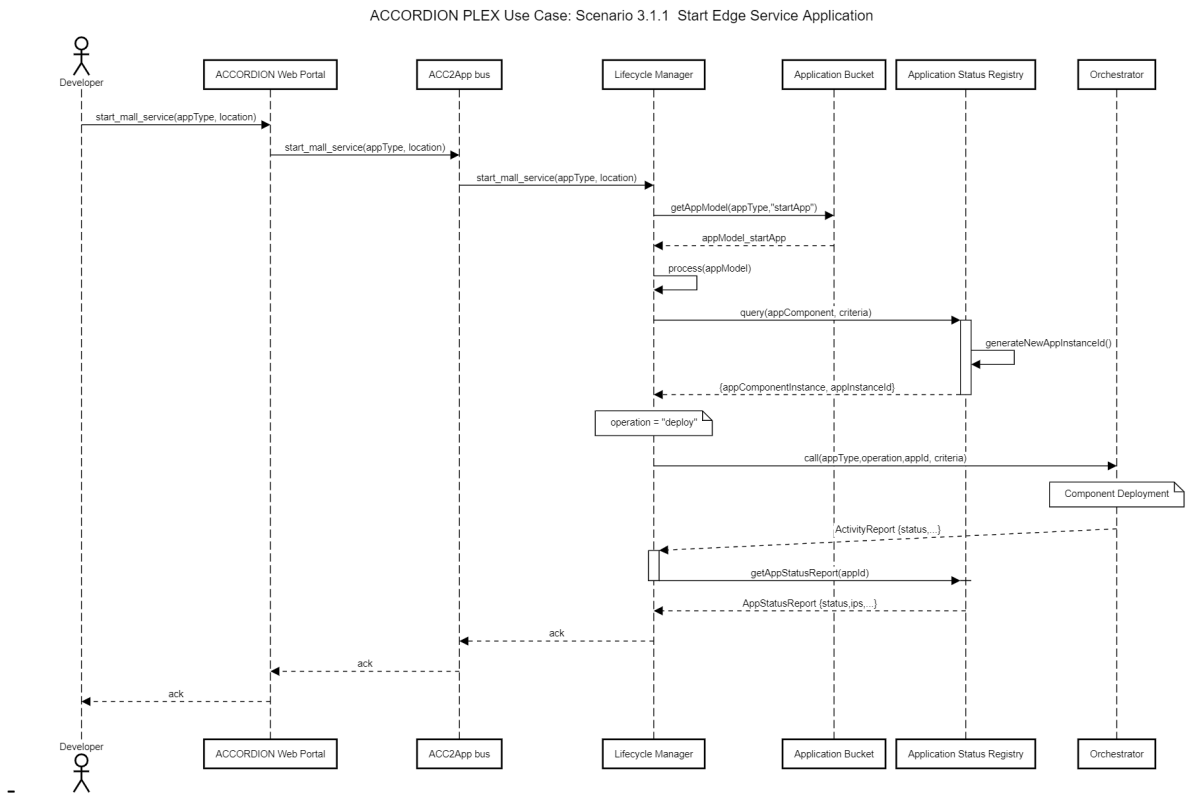 ACCORDION PLEX Use Case: Scenario 3.1.1 Start Edge Service Application
Developer
ACCORDION Web Portal
ACC2App bus
Lifecycle Manager
Application Bucket
Application Status Registry
Orchestrator
start_mall_service(appType, location)
start_mall_service(appType, location)
start_mall_service(appType, location)
getAppModel(appType,"startApp")
appModel_startApp
process(appModel)
query(appComponent, criteria)
generateNewAppInstanceId()
{appComponentInstance, appInstanceId}
operation = "deploy"
call(appType,operation,appId, criteria)
Component Deployment
ActivityReport {status,...}
getAppStatusReport(appId)
AppStatusReport {status,ips,...}
ack
ack
ack
Developer
ACCORDION Web Portal
ACC2App bus
Lifecycle Manager
Application Bucket
Application Status Registry
Orchestrator